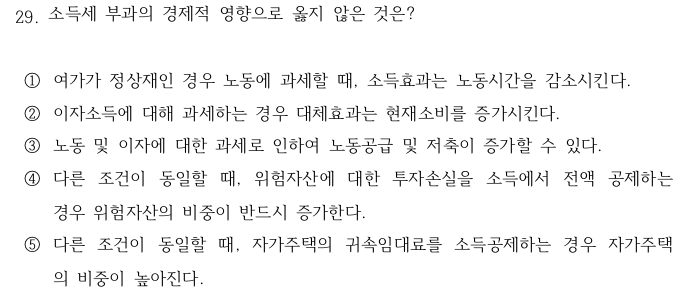 29. 소득세 부과의 경제적 영향으로 옳지 않은 것은?
① 여가가 정상재인 경우 노동에 과세할 때, 소득효과는 노동시간을 감소시킨다.
② 이자소득에 대해 과세하는 경우 대체효과는 현재소비를 증가시킨다.
③ 노동 및 이자에 대한 과세로 인하여 노동공급 및 저축이 증가할 수 있다.
④ 다른 조건이 동일할 때, 위험자산에 대한 투자손실을 소득에서 전액 공제하는
경우 위험자산의 비중이 반드시 증가한다.
⑤ 다른 조건이 동일할 때, 자가주택의 귀속임대료를 소득공제하는 경우 자가주택
의 비중이 높아진다.